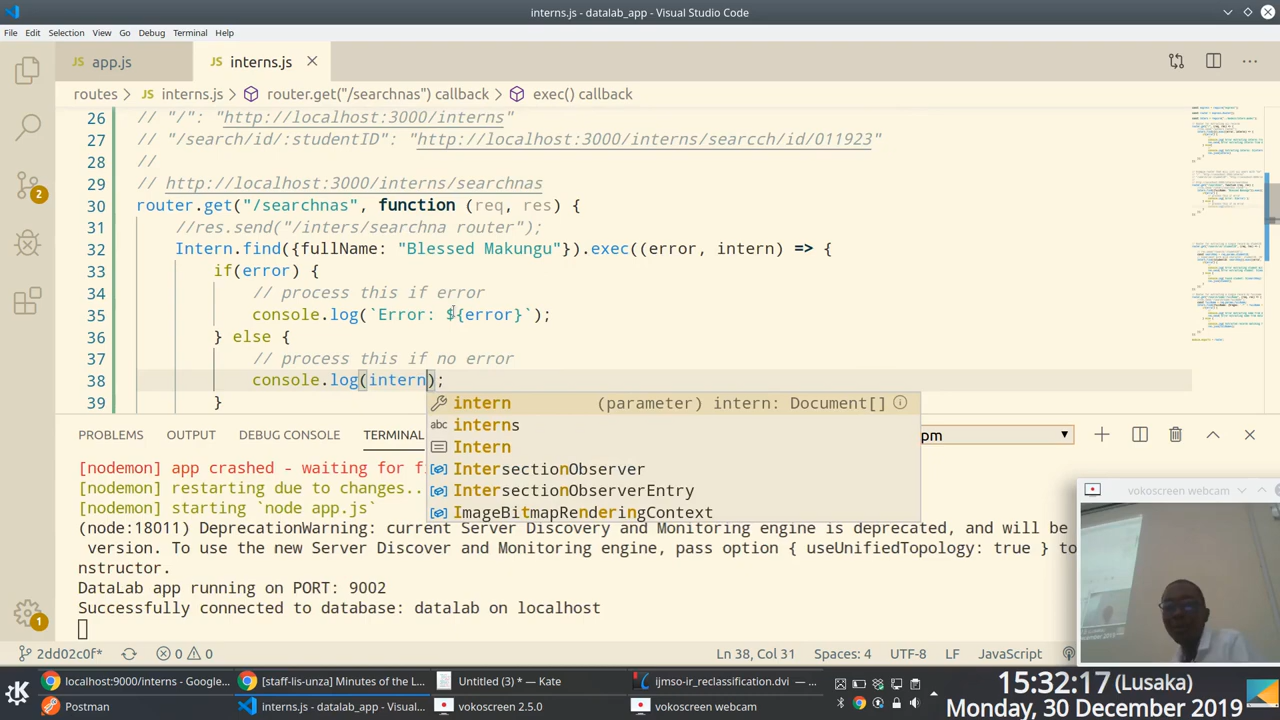 interns.js - datalab_app - Visual Studio Code
File Edit Selection View Go Debug Terminal Help
JS app.js JS interns.js
routes JS interns.js router.get("/searchnas") callback exec() callback
26 // "/": "http://localhost:3000/intern"
27 // "/search/id/:studentID": "http://localhost:3000/interns/search/id/011923"
28 //
29 // http://localhost:3000/interns/searchnas
30 router.get("/searchnas", function (req, res) {
31 //res.send("/inters/searchna router");
32 Intern.find({fullName: "Blessed Makungu"}).exec((error, intern) => {
33 if(error) {
34 // process this if error
35 console.log(`Error: ${error}`);
36 } else {
37 // process this if no error
38 console.log(intern);
39 }
intern (parameter) intern: Document[]
abc interns
Intern
IntersectionObserver
IntersectionObserverEntry
ImageBitmapRenderingContext
PROBLEMS OUTPUT DEBUG CONSOLE TERMINAL pm
[nodemon] app crashed - waiting for f
[nodemon] restarting due to changes..
[nodemon] starting `node app.js`
(node:18011) DeprecationWarning: current Server Discovery and Monitoring engine is deprecated, and will be
version. To use the new Server Discover and Monitoring engine, pass option { useUnifiedTopology: true } to
nstructor.
DataLab app running on PORT: 9002
Successfully connected to database: datalab on localhost
vokoscreen webcam
2
1
2dd02c0f* 0 0 Ln 38, Col 31 Spaces: 4 UTF-8 LF JavaScript
localhost:9000/interns - Google... [staff-lis-unza] Minutes of the L... Untitled (3) * — Kate ijmso-ir_reclassification.dvi —...
Postman interns.js - datalab_app - Visual... vokoscreen 2.5.0 vokoscreen webcam
15:32:17 (Lusaka)
Monday, 30 December 2019